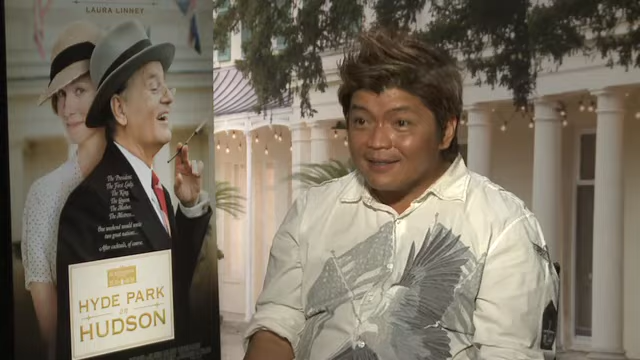 LAURA LINNEY
The President.
The First Lady.
The King.
The Queen.
The Mother.
The Mistress...
One weekend would unite
two great nations...
After cocktails, of course.
HYDE PARK
ON
HUDSON